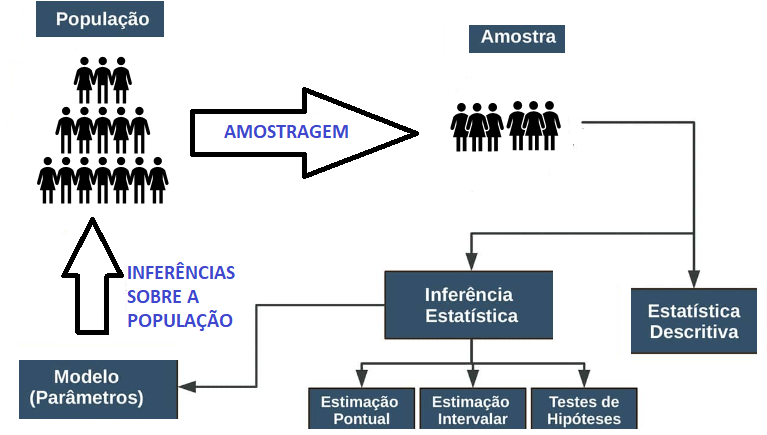 População
Amostra
AMOSTRAGEM
INFERÊNCIAS
SOBRE A
POPULAÇÃO
Inferência
Estatística
Estatística
Descritiva
Modelo
(Parâmetros)
Estimação
Pontual
Estimação
Intervalar
Testes de
Hipóteses